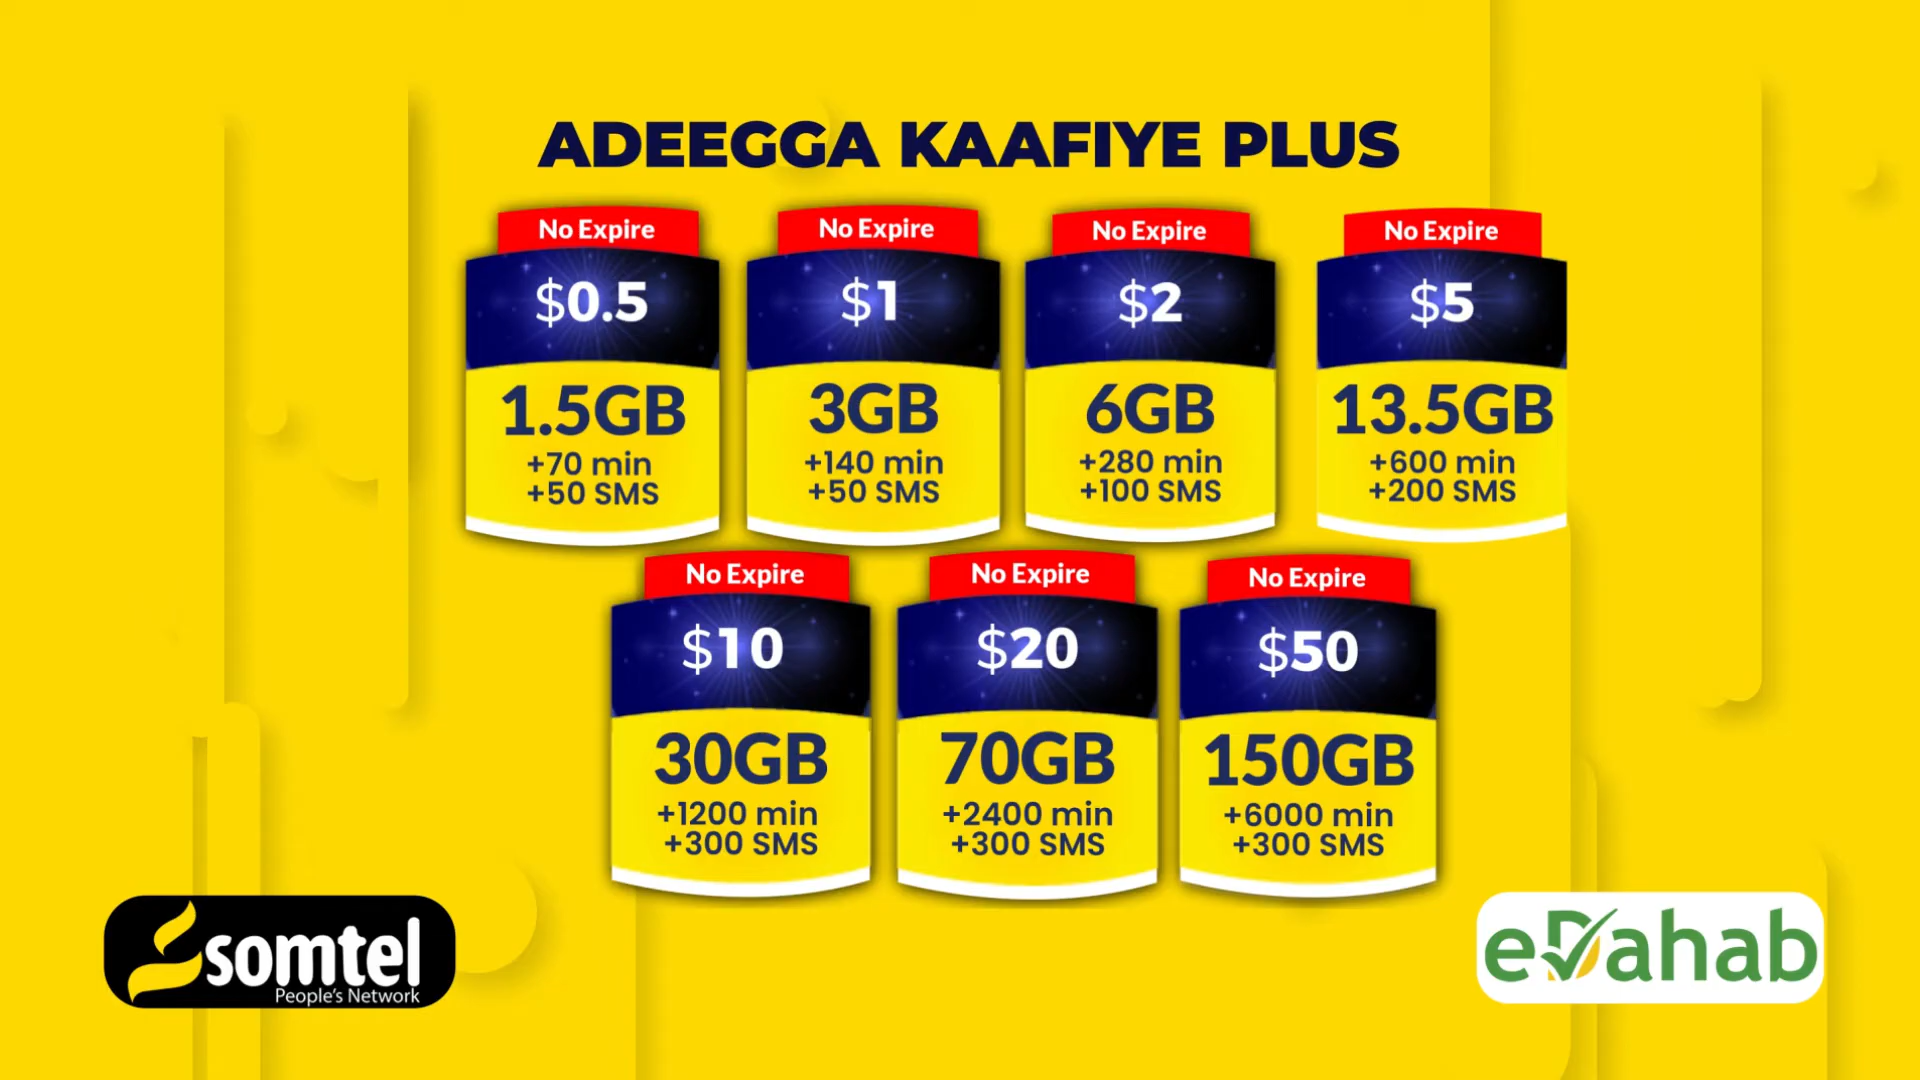 ADEEGGA KAAFIYE PLUS
No Expire
$0.5
1.5GB
+70 min
+50 SMS
No Expire
$1
3GB
+140 min
+50 SMS
No Expire
$2
6GB
+280 min
+100 SMS
No Expire
$5
13.5GB
+600 min
+200 SMS
No Expire
$10
30GB
+1200 min
+300 SMS
No Expire
$20
70GB
+2400 min
+300 SMS
No Expire
$50
150GB
+6000 min
+300 SMS
somtel
People's Network
eDahab